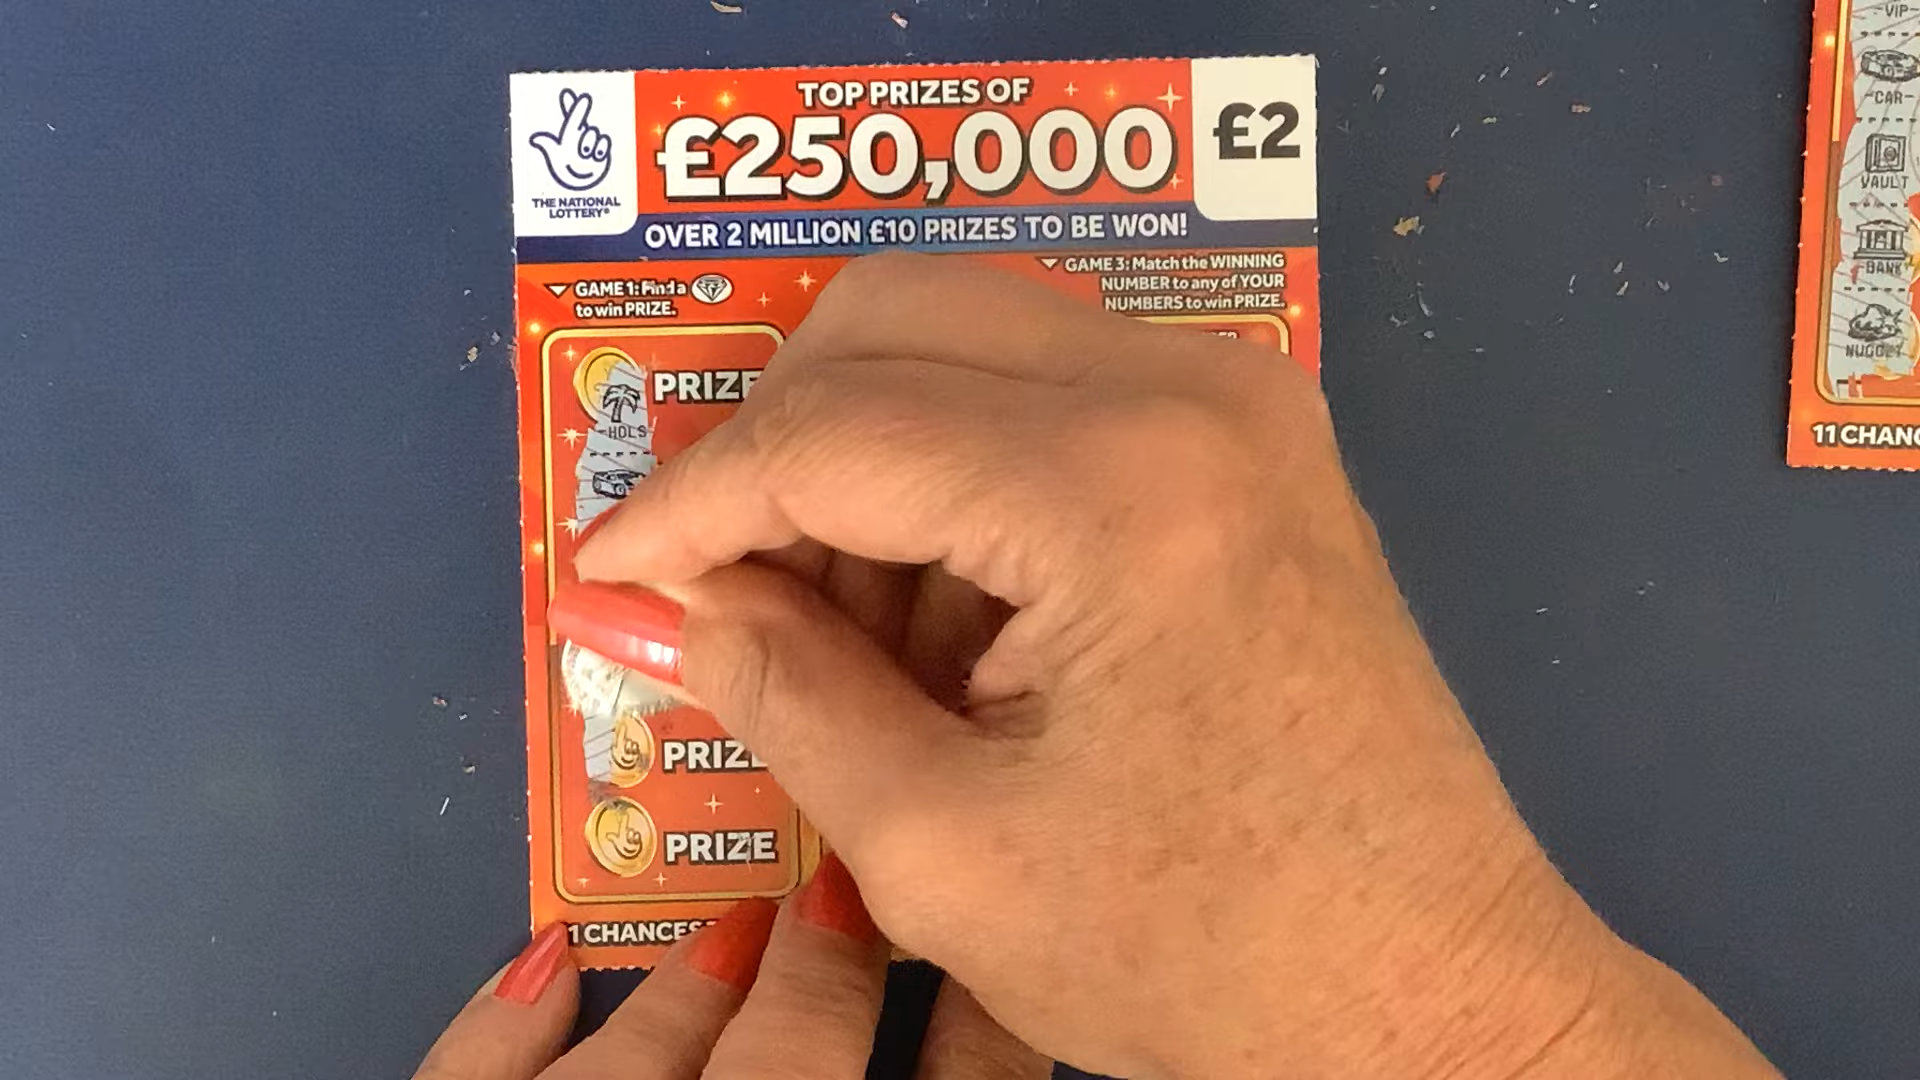 TOP PRIZES OF
£250,000
£2
THE NATIONAL
LOTTERY®
OVER 2 MILLION £10 PRIZES TO BE WON!
GAME 1: Find a
to win PRIZE.
GAME 3: Match the WINNING
NUMBER to any of YOUR
NUMBERS to win PRIZE.
PRIZE
HOLS
PRIZE
PRIZE
CHANCES
VIP
CAR
VAULT
BANK
NUGGET
11 CHANC